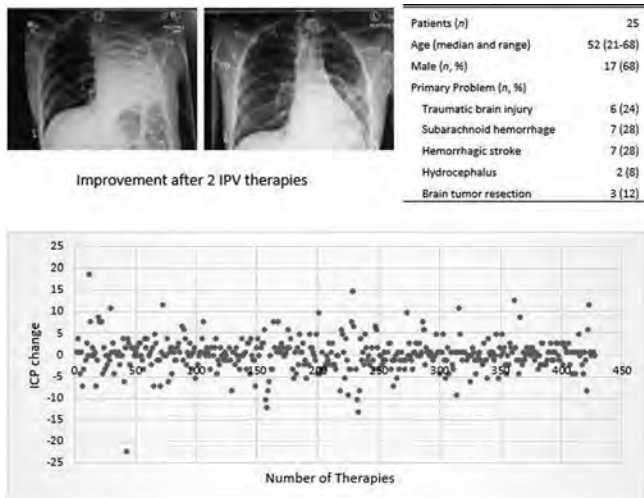 Patients (n) 25
Age (median and range) 52 (21-68)
Male (n, %) 17 (68)
Primary Problem (n, %)
Traumatic brain injury 6 (24)
Subarachnoid hemorrhage 7 (28)
Hemorrhagic stroke 7 (28)
Hydrocephalus 2 (8)
Brain tumor resection 3 (12)
Improvement after 2 IPV therapies
25
20
15
10
5
0
-5
-10
-15
-20
-25
0 50 100 150 200 250 300 350 400 450
ICP change
Number of Therapies